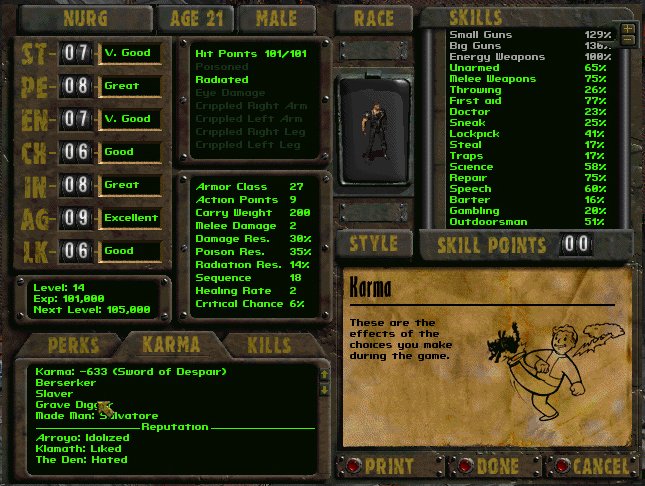 NURG AGE 21 MALE RACE SKILLS
ST 07 V. Good
PE 08 Great
EN 07 V. Good
CH 06 Good
IN 08 Great
AG 09 Excellent
LK 06 Good
Hit Points 101/101
Poisoned
Radiated
Eye Damage
Crippled Right Arm
Crippled Left Arm
Crippled Right Leg
Crippled Left Leg
Armor Class 27
Action Points 9
Carry Weight 200
Melee Damage 2
Damage Res. 30%
Poison Res. 35%
Radiation Res. 14%
Sequence 18
Healing Rate 2
Critical Chance 6%
Small Guns 129%
Big Guns 130%
Energy Weapons 100%
Unarmed 65%
Melee Weapons 75%
Throwing 26%
First aid 77%
Doctor 23%
Sneak 25%
Lockpick 41%
Steal 17%
Traps 17%
Science 58%
Repair 75%
Speech 60%
Barter 16%
Gambling 20%
Outdoorsman 51%
STYLE
SKILL POINTS 00
Level: 14
Exp: 101,000
Next Level: 105,000
PERKS KARMA KILLS
Karma: -633 (Sword of Despair)
Berserker
Slaver
Grave
Made Man: Salvatore
Reputation
Arroyo: Idolized
Klamath: Liked
The Den: Hated
Karma
These are the
effects of the
choices you make
during the game.
PRINT DONE CANCEL